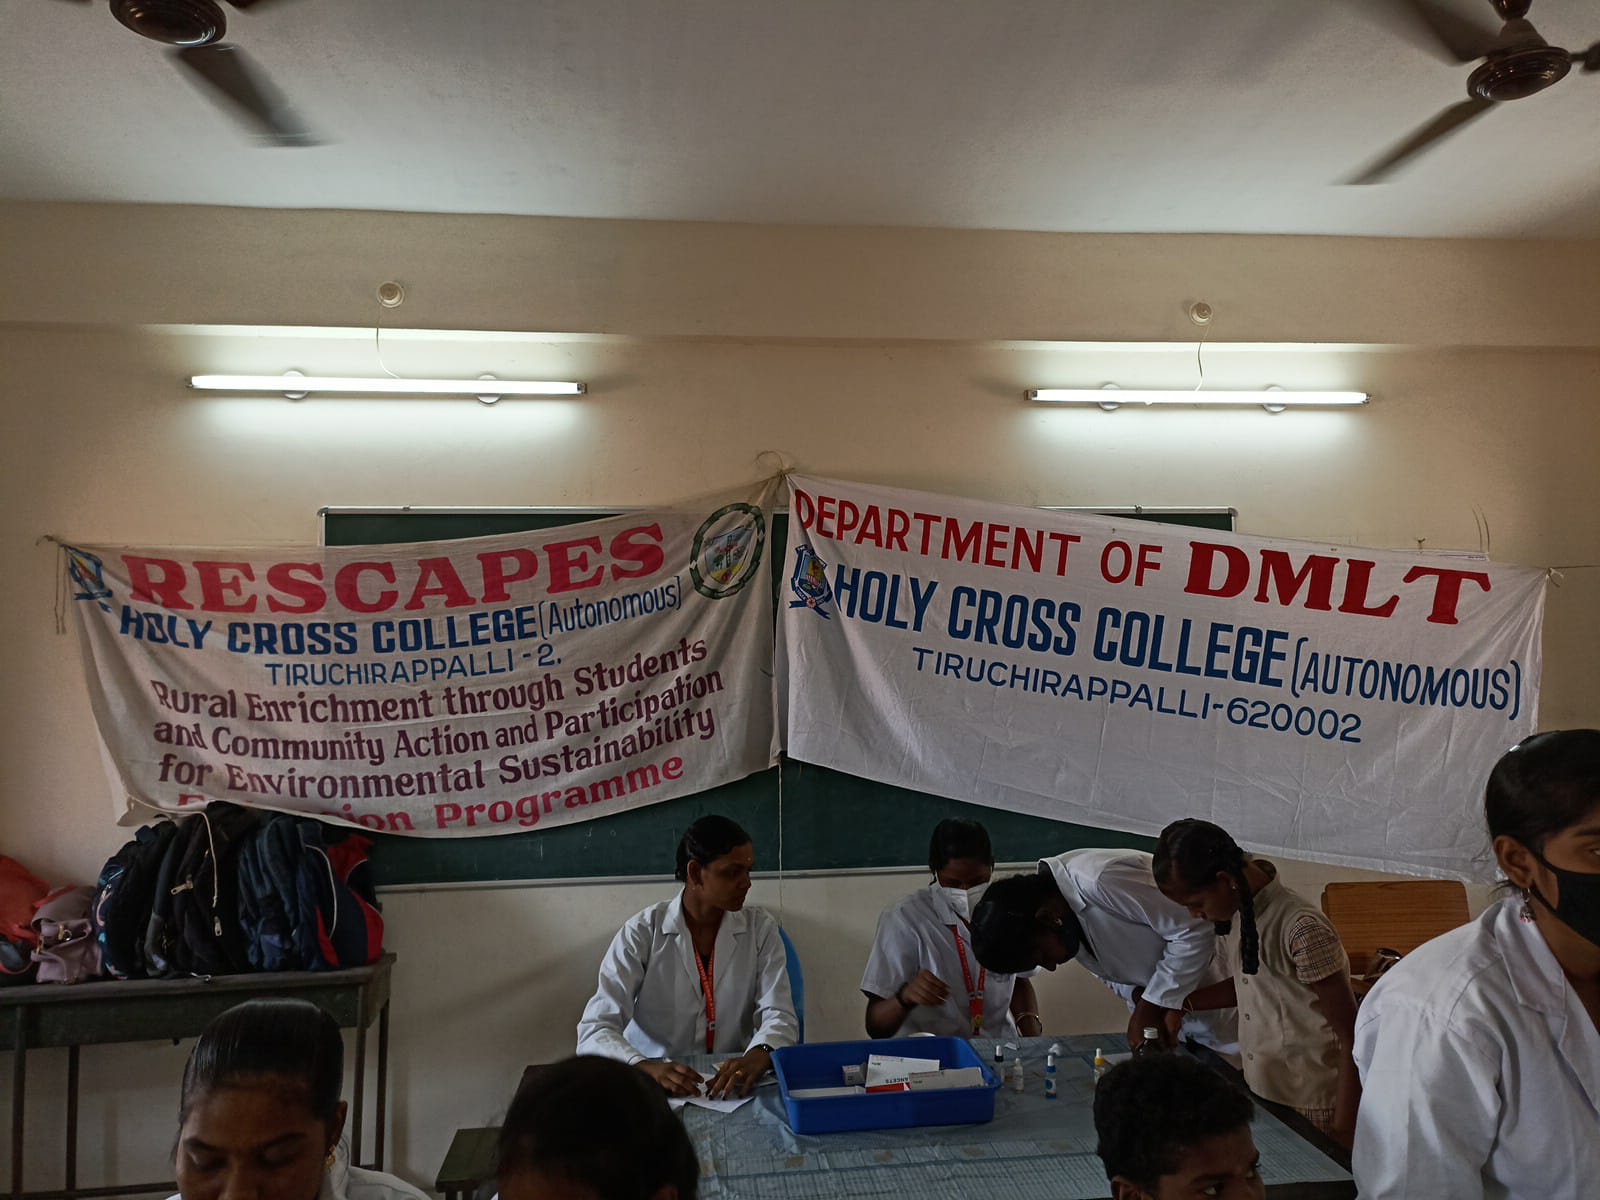 RESCAPES
HOLY CROSS COLLEGE (Autonomous)
TIRUCHIRAPPALLI - 2.
Rural Enrichment through Students
and Community Action and Participation
for Environmental Sustainability
Programme
DEPARTMENT OF DMLT
HOLY CROSS COLLEGE (AUTONOMOUS)
TIRUCHIRAPPALLI-620002